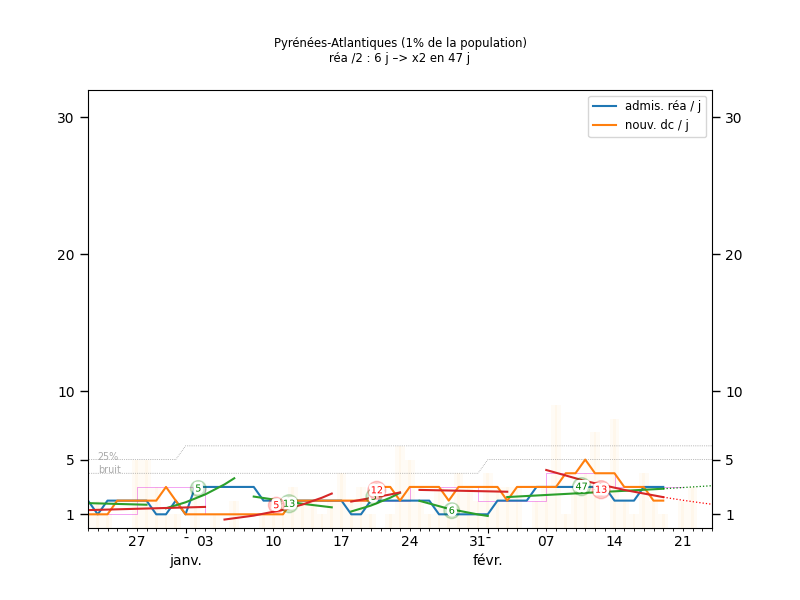 Pyrénées-Atlantiques (1% de la population)
réa /2 : 6 j –> x2 en 47 j
admis. réa / j
nouv. dc / j
30 30
20 20
10 10
5 5
1 1
25%
bruit
5
5
13
12
6
47
13
27 - 03 10 17 24 31- 07 14 21
janv. févr.